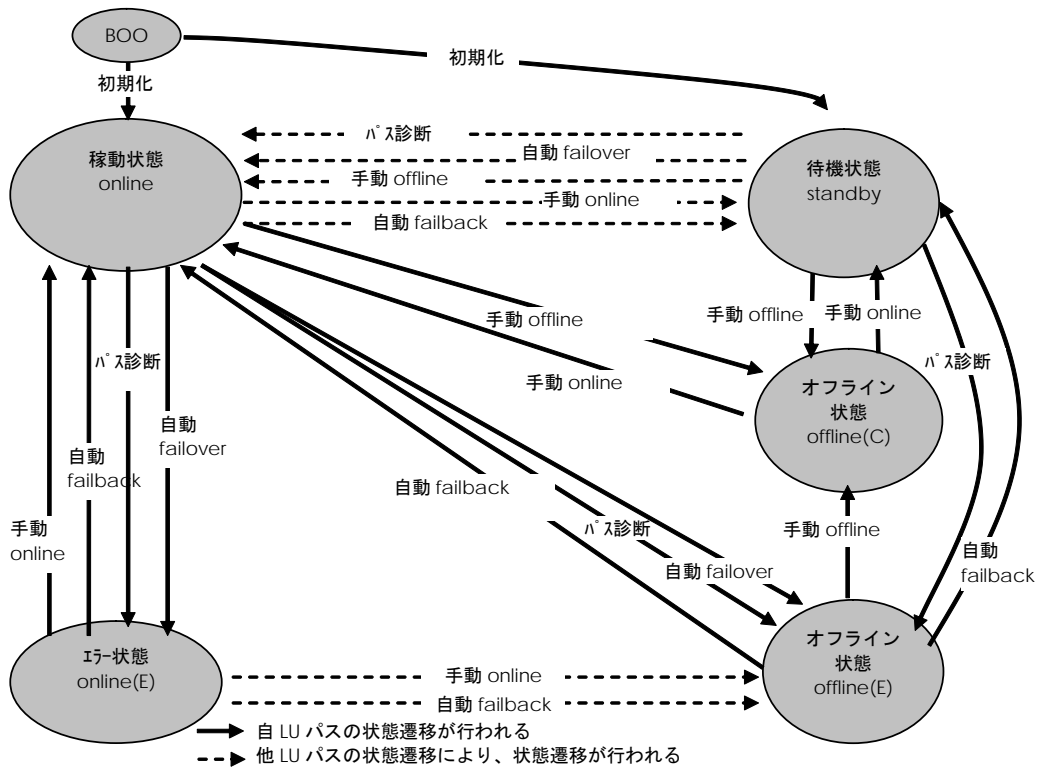 BOO
初期化
初期化
稼動状態
online
待機状態
standby
パス診断
自動 failover
手動 offline
手動 online
自動 failback
手動 offline
手動 online
手動 offline
手動 online
パス診断
オフライン
状態
offline(C)
パス診断
自動
failover
自動
failback
手動
online
自動 failback
パス診断
自動 failover
手動 offline
自動
failback
エラー状態
online(E)
オフライン
状態
offline(E)
手動 online
自動 failback
自 LU パスの状態遷移が行われる
他 LU パスの状態遷移により、状態遷移が行われる